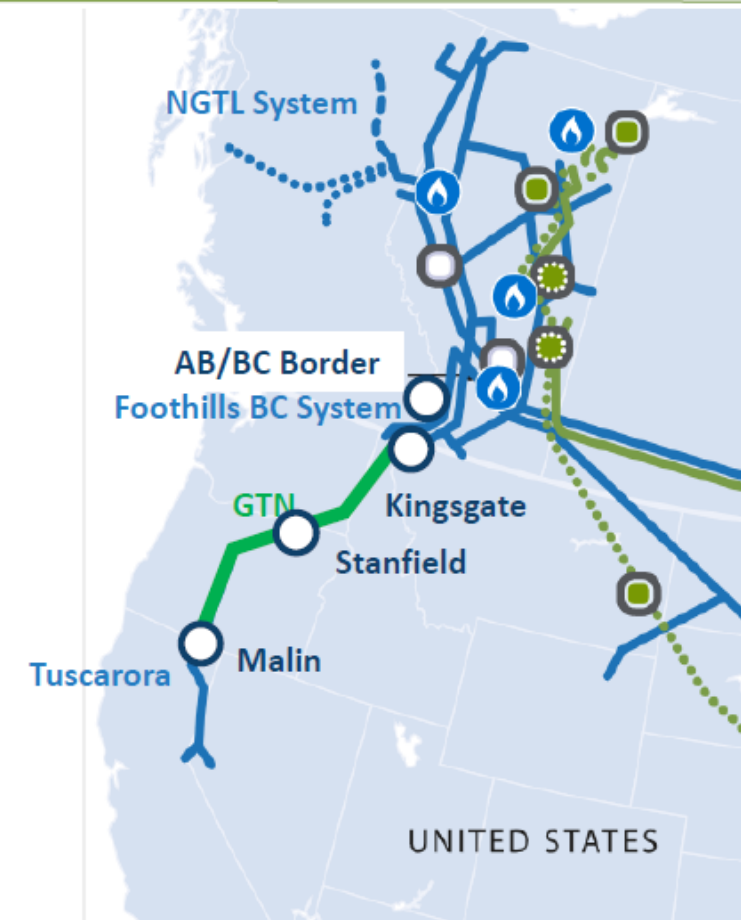 NGTL System
AB/BC Border
Foothills BC System
GTN
Kingsgate
Stanfield
Malin
Tuscarora
UNITED STATES